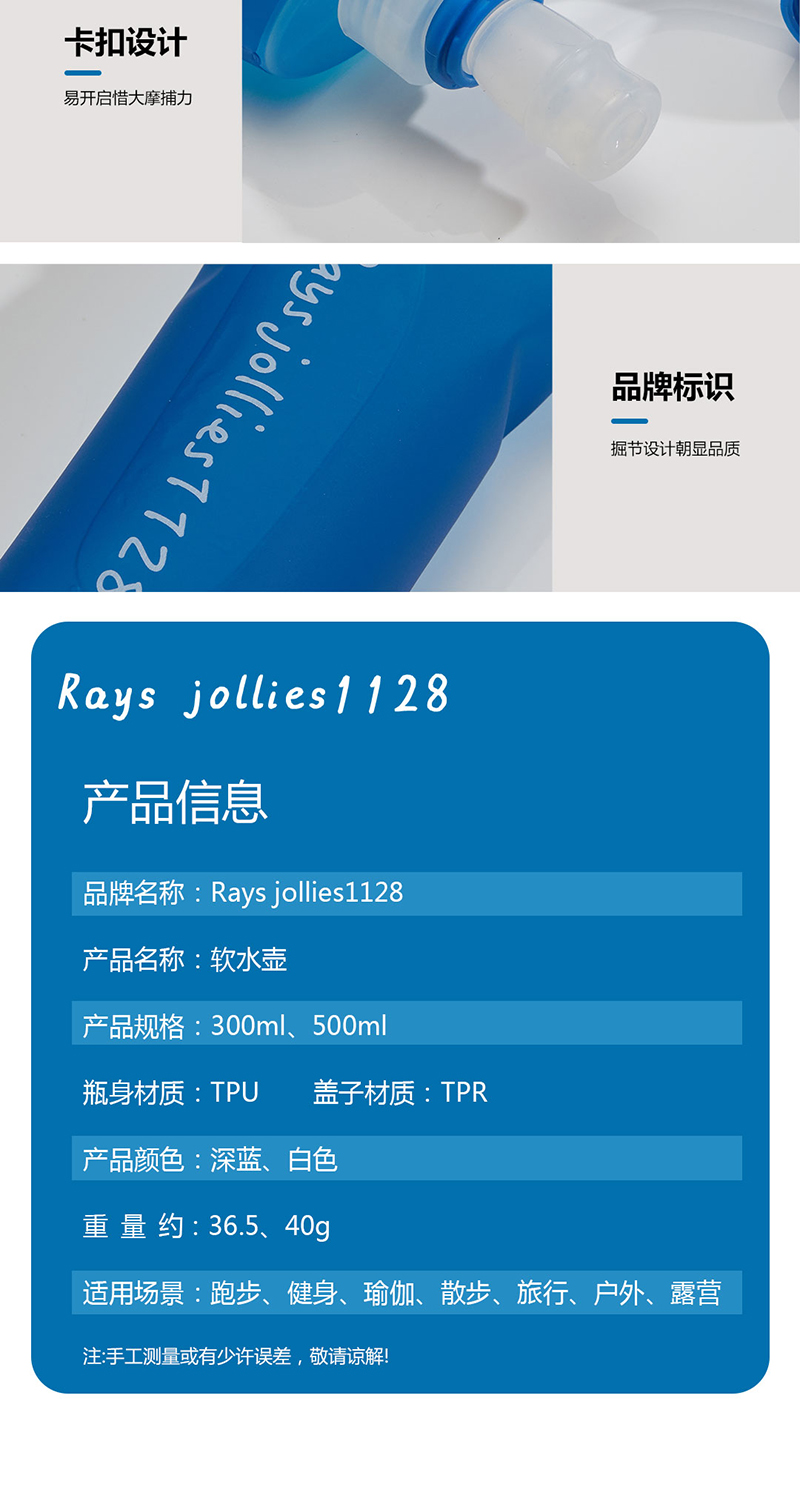 卡扣设计
易开启惜大摩捕力
Rays jollies1128
品牌标识
掘节设计朝显品质
Rays jollies1128
产品信息
品牌名称：Rays jollies1128
产品名称：软水壶
产品规格：300ml、500ml
瓶身材质：TPU 盖子材质：TPR
产品颜色：深蓝、白色
重 量 约：36.5、40g
适用场景：跑步、健身、瑜伽、散步、旅行、户外、露营
注:手工测量或有少许误差，敬请谅解!